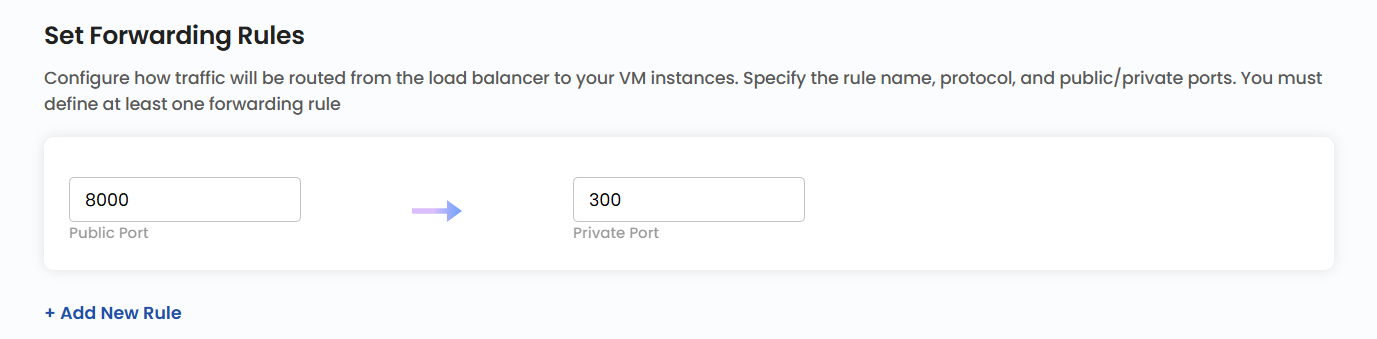 Set Forwarding Rules
Configure how traffic will be routed from the load balancer to your VM instances. Specify the rule name, protocol, and public/private ports. You must
define at least one forwarding rule
8000
300
Public Port
Private Port
+ Add New Rule